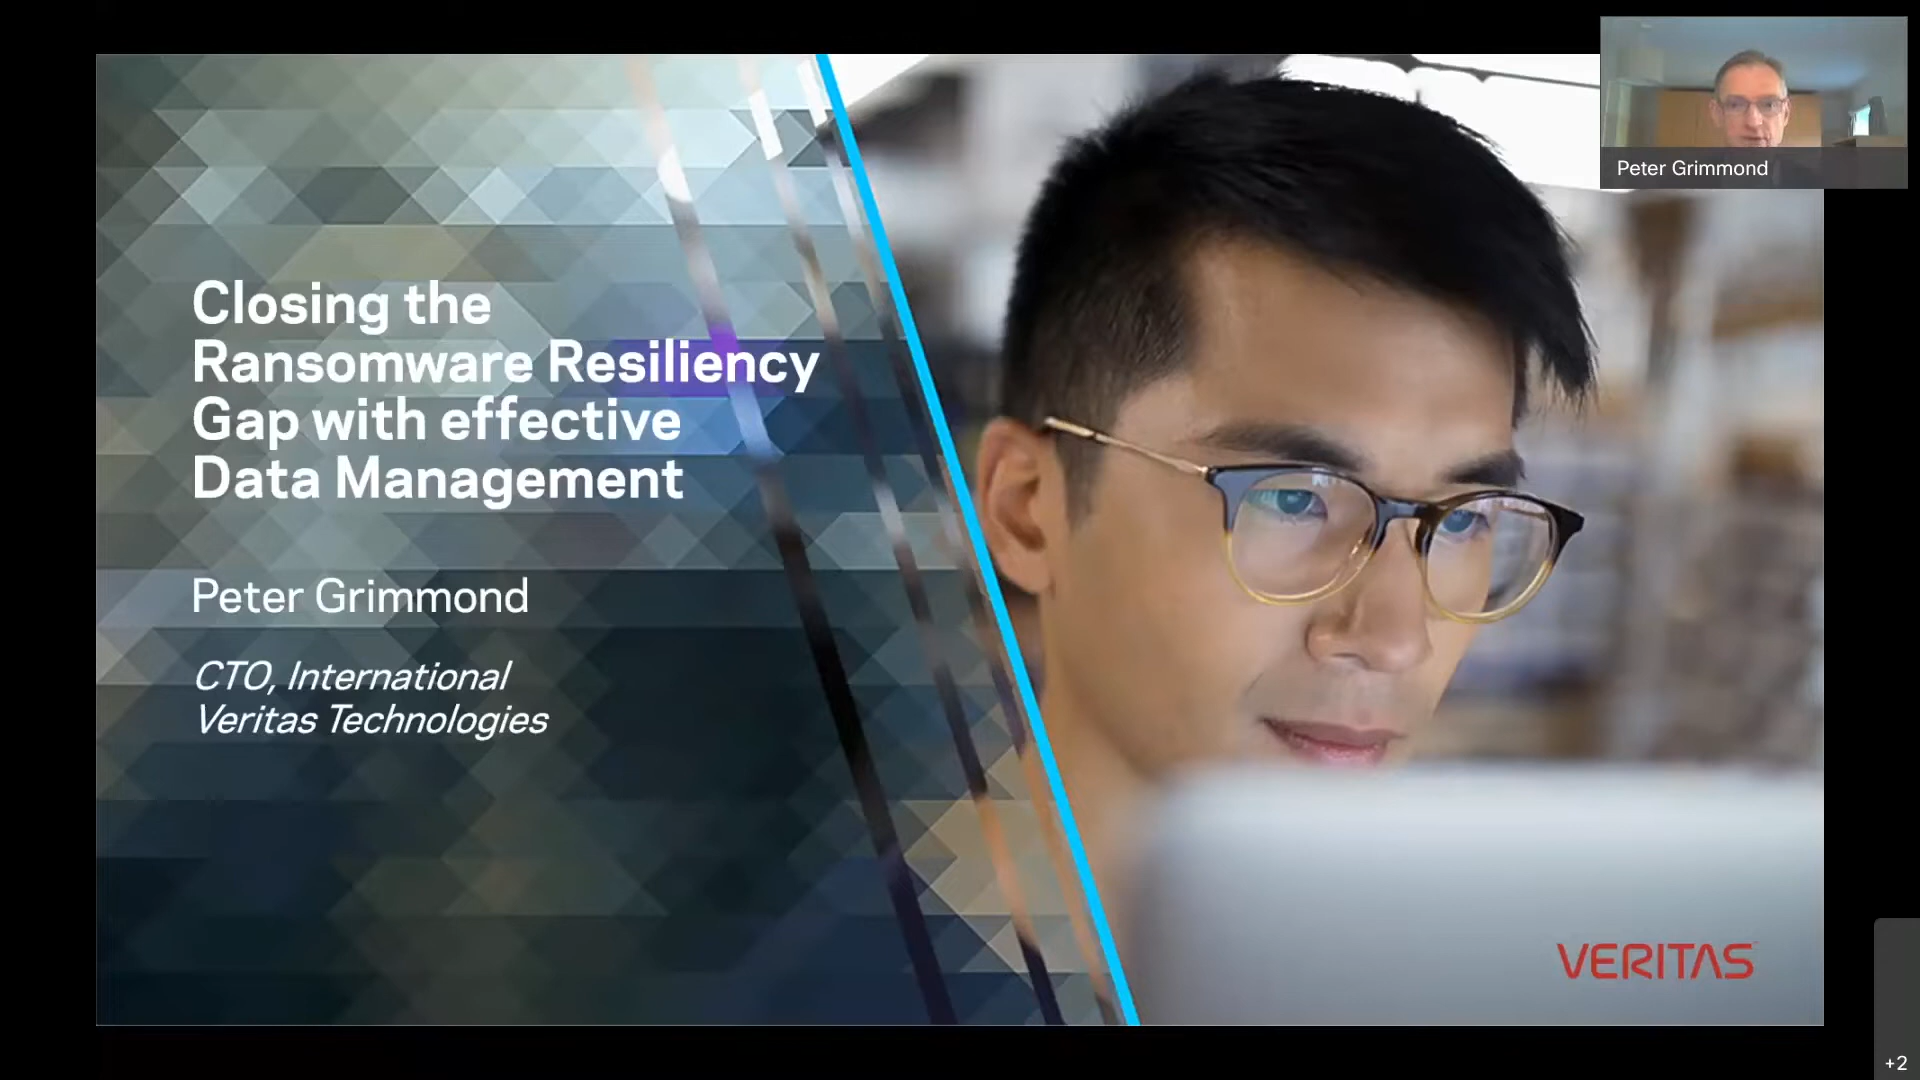 Closing the
Ransomware Resiliency
Gap with effective
Data Management
Peter Grimmond
CTO, International
Veritas Technologies
Peter Grimmond
VERITAS
+2